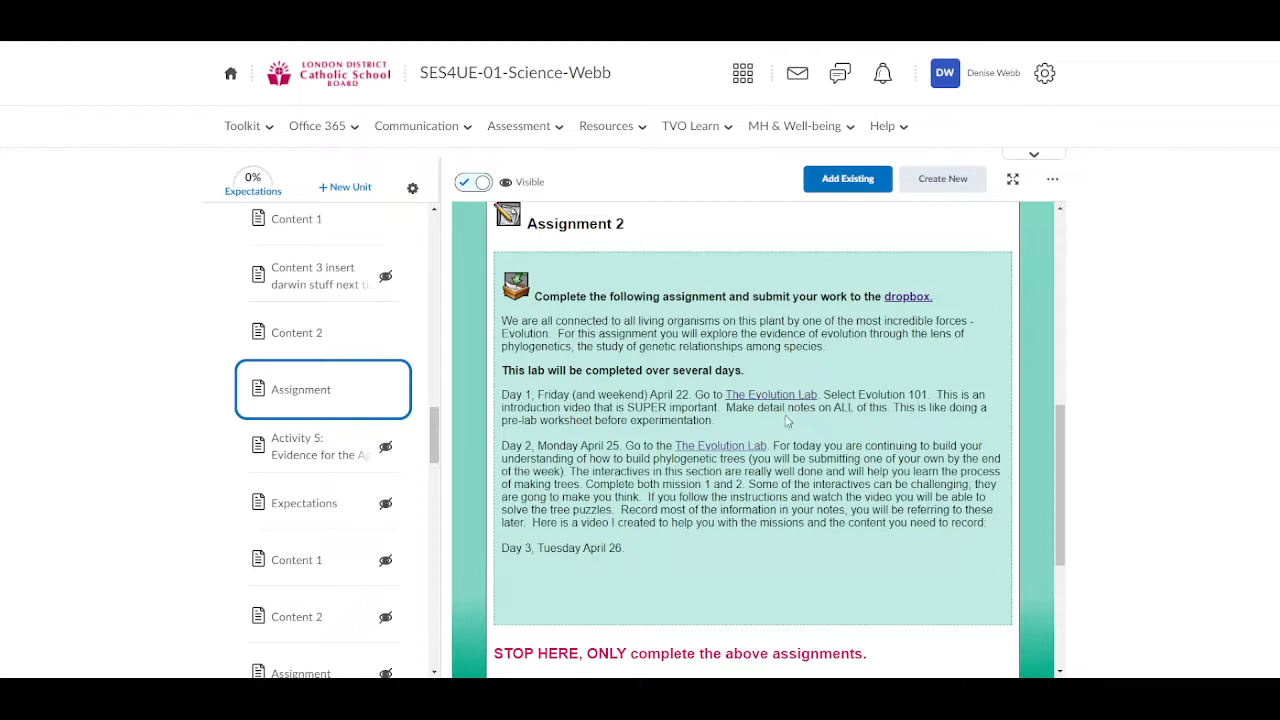 LONDON DISTRICT
Catholic School
BOARD
SES4UE-01-Science-Webb
DW
Denise Webb
Toolkit
Office 365
Communication
Assessment
Resources
TVO Learn
MH & Well-being
Help
0%
Expectations
+ New Unit
Content 1
Content 3 insert
darwin stuff next ti
Content 2
Assignment
Activity 5:
Evidence for the Ag
Expectations
Content 1
Content 2
Assignment
Visible
Add Existing
Create New
Assignment 2
Complete the following assignment and submit your work to the dropbox.
We are all connected to all living organisms on this plant by one of the most incredible forces -
Evolution. For this assignment you will explore the evidence of evolution through the lens of
phylogenetics, the study of genetic relationships among species.
This lab will be completed over several days.
Day 1, Friday (and weekend) April 22. Go to The Evolution Lab. Select Evolution 101. This is an
introduction video that is SUPER important. Make detail notes on ALL of this. This is like doing a
pre-lab worksheet before experimentation.
Day 2, Monday April 25. Go to the The Evolution Lab. For today you are continuing to build your
understanding of how to build phylogenetic trees (you will be submitting one of your own by the end
of the week). The interactives in this section are really well done and will help you learn the process
of making trees. Complete both mission 1 and 2. Some of the interactives can be challenging, they
are gong to make you think. If you follow the instructions and watch the video you will be able to
solve the tree puzzles. Record most of the information in your notes, you will be referring to these
later. Here is a video I created to help you with the missions and the content you need to record:
Day 3, Tuesday April 26.
STOP HERE, ONLY complete the above assignments.